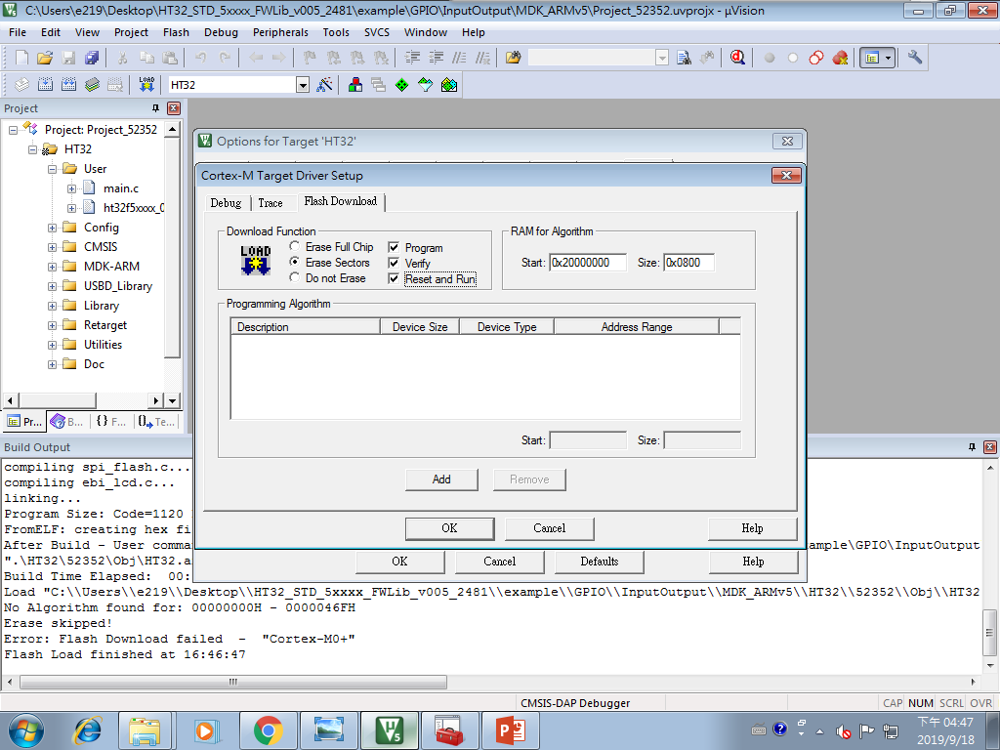 C:\Users\e219\Desktop\HT32_STD_5xxxx_FWLib_v005_2481\example\GPIO\InputOutput\MDK_ARMv5\Project_52352.uvprojx - µVision
File Edit View Project Flash Debug Peripherals Tools SVCS Window Help
LOAD HT32
Project
Project: Project_52352
HT32
User
main.c
ht32f5xxxx_0
Config
CMSIS
MDK-ARM
USBD_Library
Library
Retarget
Utilities
Doc
Pr... B... {} F... Te...
Options for Target 'HT32'
Cortex-M Target Driver Setup
Debug Trace Flash Download
Download Function
LOAD
Erase Full Chip
Erase Sectors
Do not Erase
Program
Verify
Reset and Run
RAM for Algorithm
Start: 0x20000000 Size: 0x0800
Programming Algorithm
Description Device Size Device Type Address Range
Start: Size:
Add Remove
OK Cancel Help
OK Cancel Defaults Help
Build Output
compiling spi_flash.c...
compiling ebi_lcd.c...
linking...
Program Size: Code=1120
FromELF: creating hex fi
After Build - User comma ample\GPIO\InputOutput
".\HT32\52352\Obj\HT32.a
Build Time Elapsed: 00:
Load "C:\\Users\\e219\\Desktop\\HT32_STD_5xxxx_FWLib_v005_2481\\example\\GPIO\\InputOutput\\MDK_ARMv5\\HT32\\52352\\Obj\\HT32
No Algorithm found for: 00000000H - 0000046FH
Erase skipped!
Error: Flash Download failed - "Cortex-M0+"
Flash Load finished at 16:46:47
CMSIS-DAP Debugger CAP NUM SCRL OVR
下午 04:47
2019/9/18